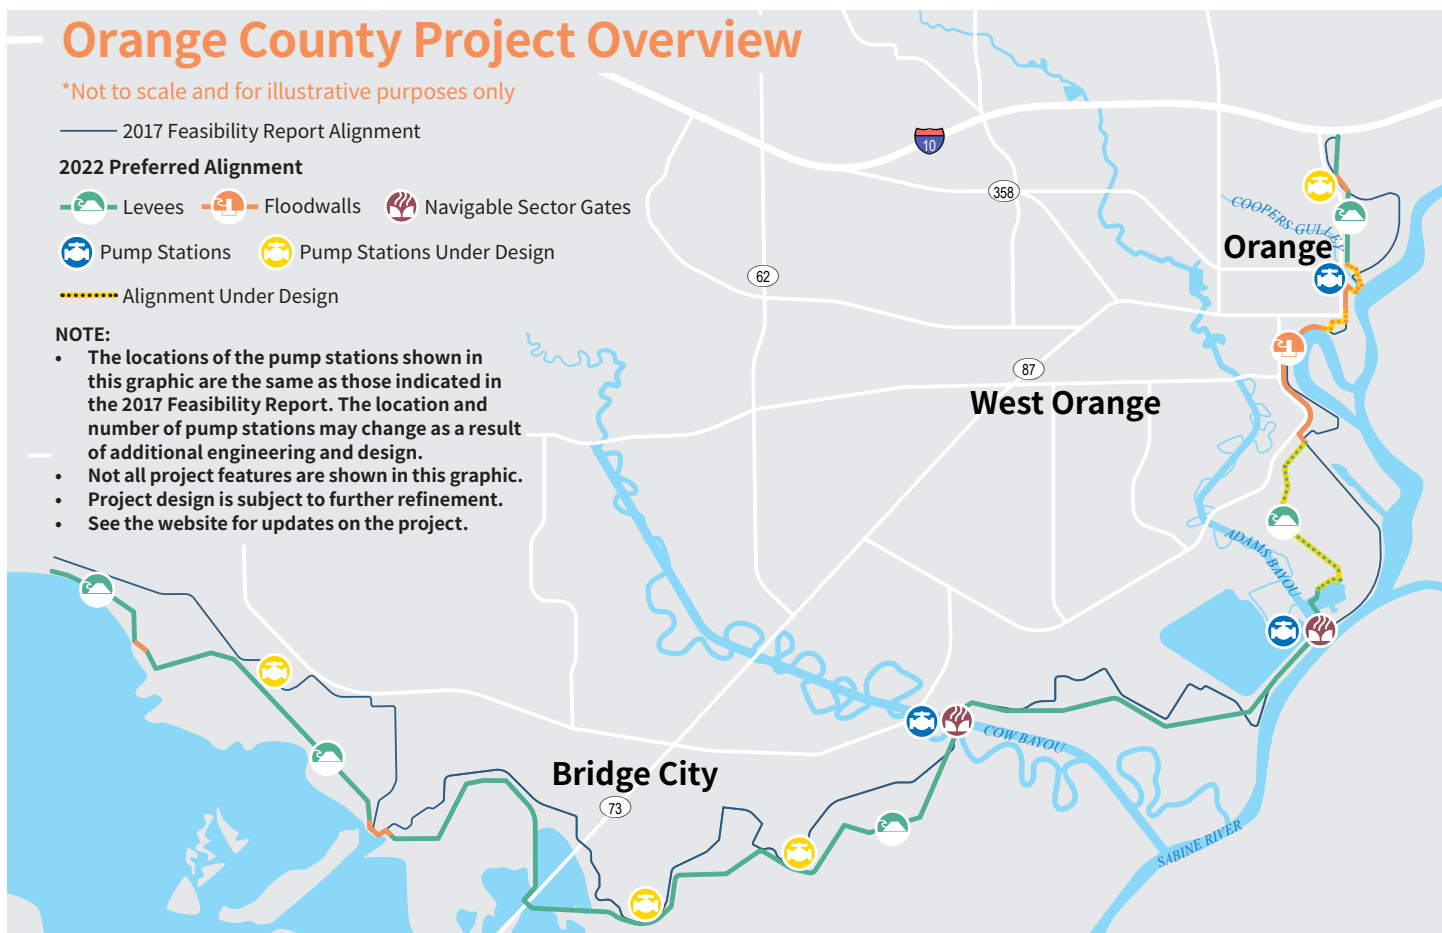 Orange County Project Overview
*Not to scale and for illustrative purposes only
2017 Feasibility Report Alignment
2022 Preferred Alignment
Levees
Floodwalls
Navigable Sector Gates
Pump Stations
Pump Stations Under Design
Alignment Under Design
NOTE:
• The locations of the pump stations shown in
this graphic are the same as those indicated in
the 2017 Feasibility Report. The location and
number of pump stations may change as a result
of additional engineering and design.
• Not all project features are shown in this graphic.
• Project design is subject to further refinement.
• See the website for updates on the project.
10
358
COOPERS GULLEY
Orange
62
87
West Orange
ADAMS BAYOU
COW BAYOU
Bridge City
73
SABINE RIVER